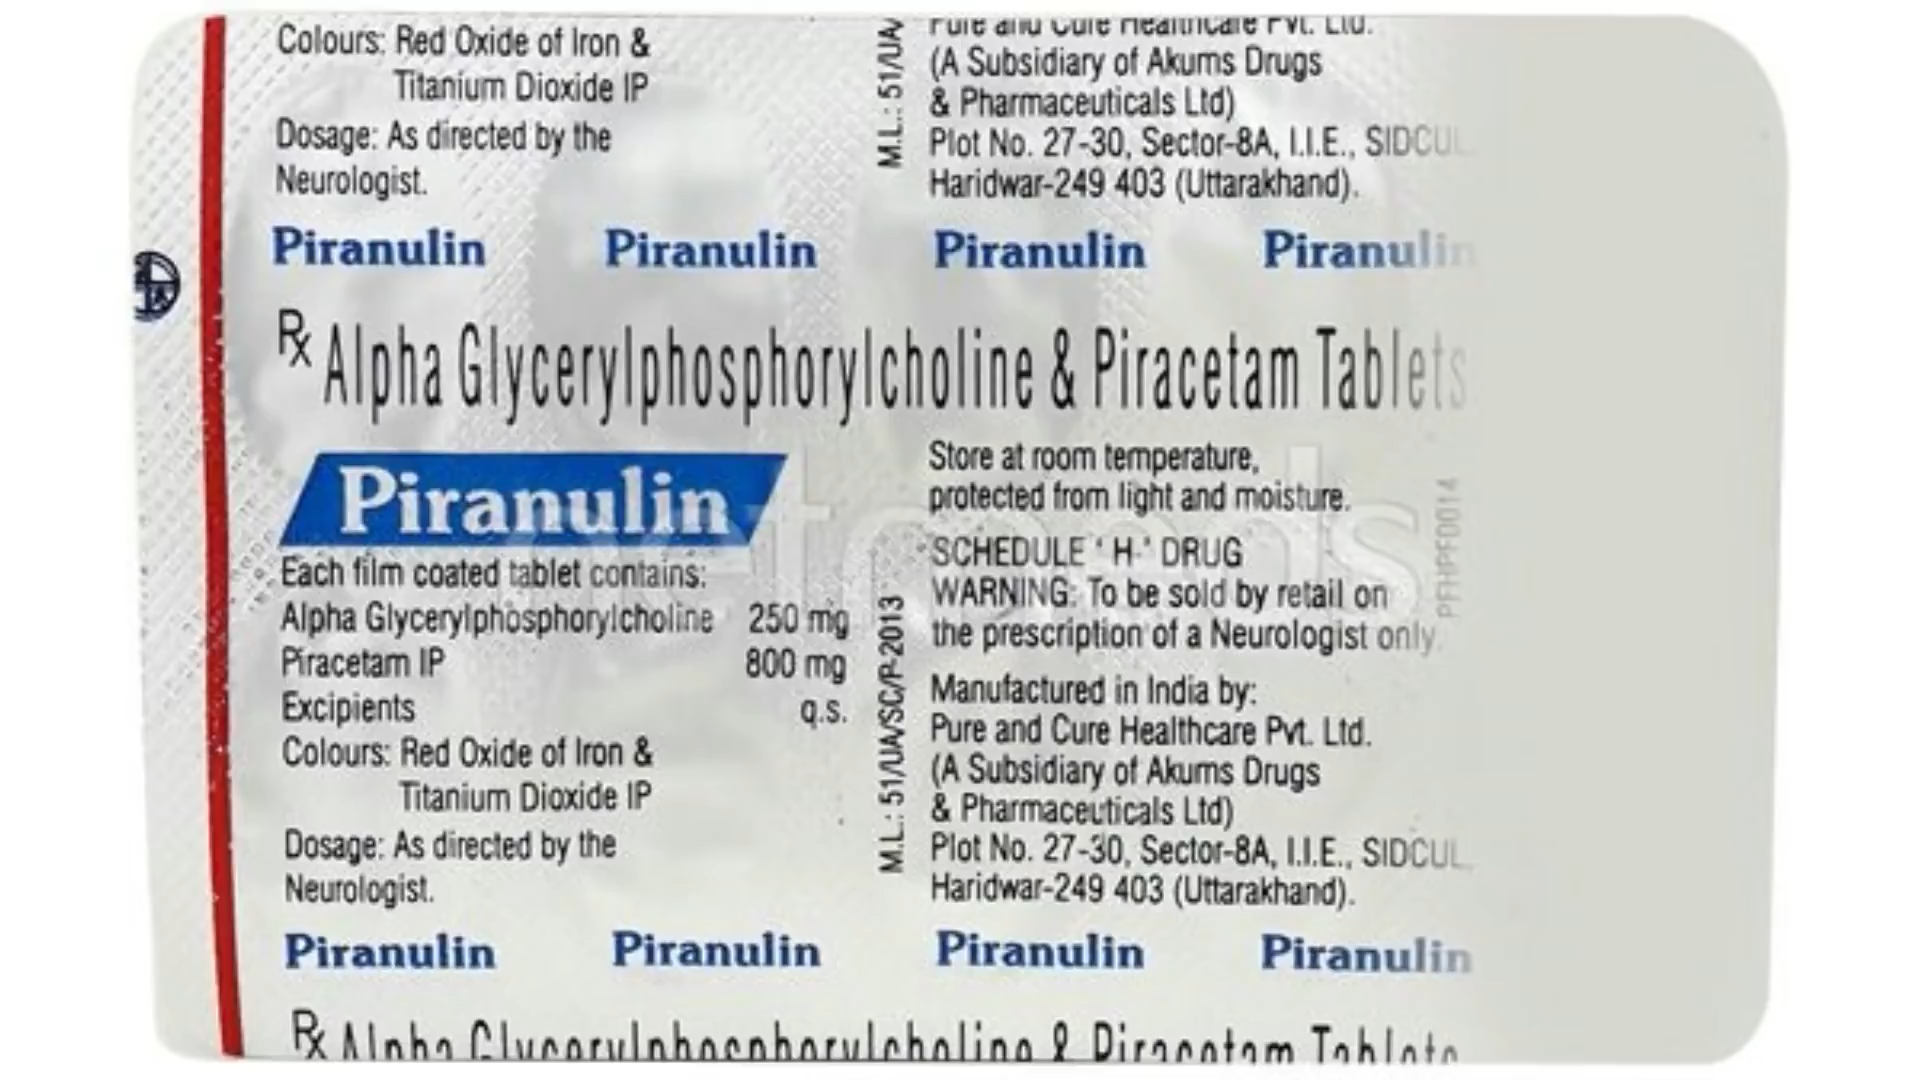 Colours: Red Oxide of Iron &
Titanium Dioxide IP
Dosage: As directed by the
Neurologist.
M.L.: 51/UA/
Pure and Cure Healthcare Pvt. Ltd.
(A Subsidiary of Akums Drugs
& Pharmaceuticals Ltd)
Plot No. 27-30, Sector-8A, I.I.E., SIDCUL,
Haridwar-249 403 (Uttarakhand).
Piranulin Piranulin Piranulin Piranulin
Rx Alpha Glycerylphosphorylcholine & Piracetam Tablets
Piranulin
Each film coated tablet contains:
Alpha Glycerylphosphorylcholine 250 mg
Piracetam IP 800 mg
Excipients q.s.
Colours: Red Oxide of Iron &
Titanium Dioxide IP
Dosage: As directed by the
Neurologist.
M.L.: 51/UA/SC/P-2013
Store at room temperature,
protected from light and moisture.
SCHEDULE ' H ' DRUG
WARNING: To be sold by retail on
the prescription of a Neurologist only.
Manufactured in India by:
Pure and Cure Healthcare Pvt. Ltd.
(A Subsidiary of Akums Drugs
& Pharmaceuticals Ltd)
Plot No. 27-30, Sector-8A, I.I.E., SIDCUL,
Haridwar-249 403 (Uttarakhand).
Piranulin Piranulin Piranulin Piranulin
Rx Alpha Glycerylphosphorylcholine & Piracetam Tablets